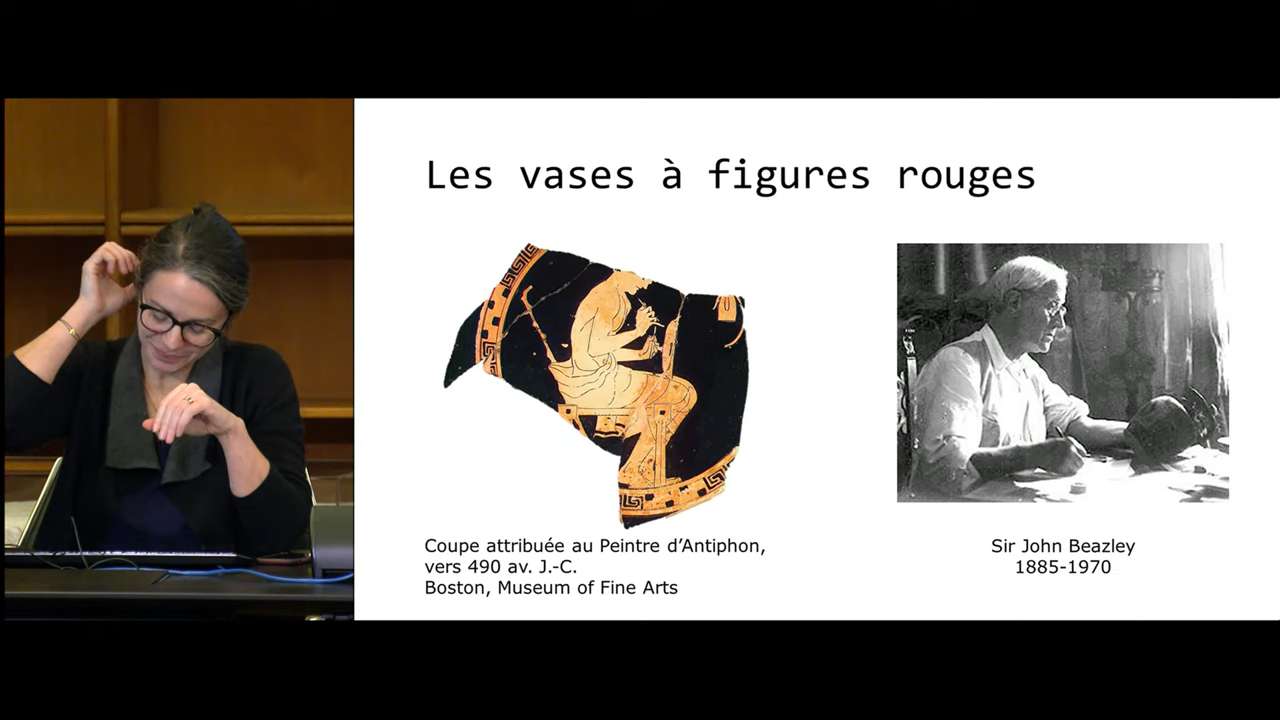 Les vases à figures rouges
Coupe attribuée au Peintre d’Antiphon,
vers 490 av. J.-C.
Boston, Museum of Fine Arts
Sir John Beazley
1885-1970